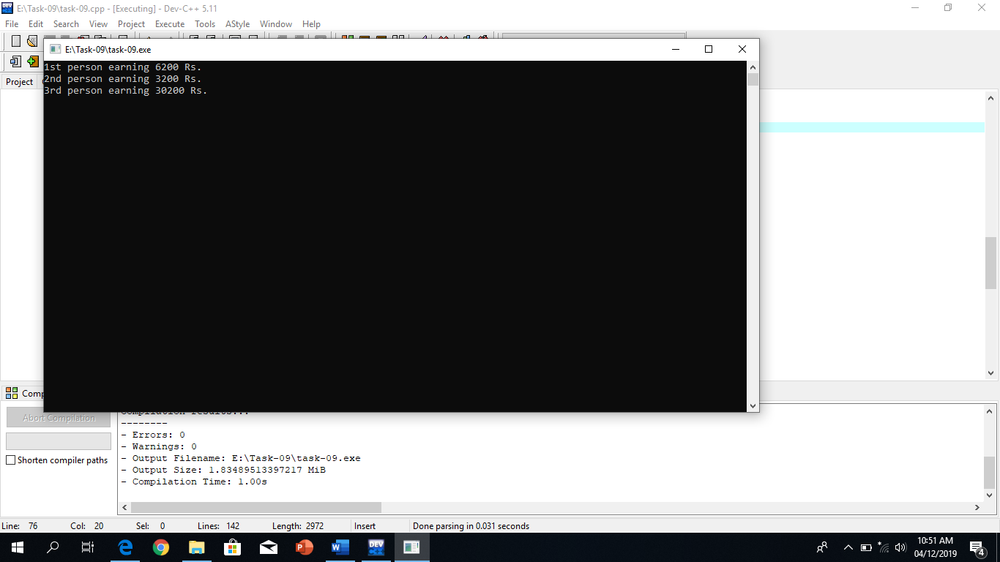 E:\Task-09\task-09.cpp - [Executing] - Dev-C++ 5.11
File Edit Search View Project Execute Tools AStyle Window Help
E:\Task-09\task-09.exe
Project
1st person earning 6200 Rs.
2nd person earning 3200 Rs.
3rd person earning 30200 Rs.
Abort Compilation
Shorten compiler paths
Compilation results...
--------
- Errors: 0
- Warnings: 0
- Output Filename: E:\Task-09\task-09.exe
- Output Size: 1.83489513397217 MiB
- Compilation Time: 1.00s
Line: 76 Col: 20 Sel: 0 Lines: 142 Length: 2972 Insert Done parsing in 0.031 seconds
DEV
10:51 AM
04/12/2019
4